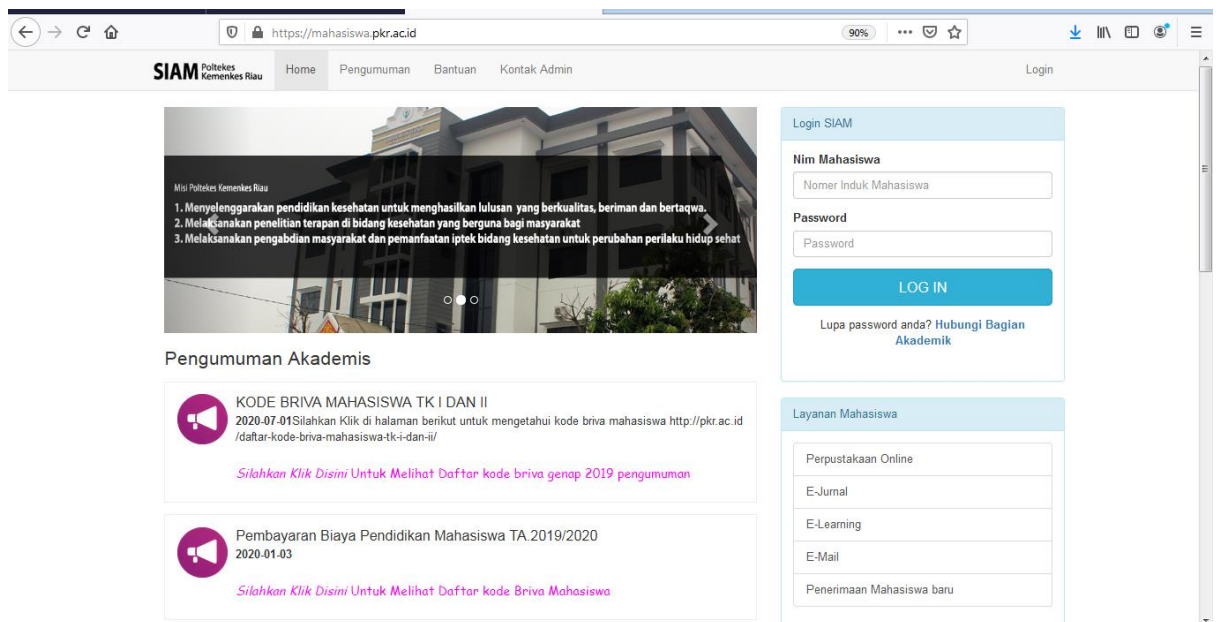 https://mahasiswa.pkr.ac.id
90%
SIAM Poltekes Kemenkes Riau
Home Pengumuman Bantuan Kontak Admin Login
Misi Poltekes Kemenkes Riau
1. Menyelenggarakan pendidikan kesehatan untuk menghasilkan lulusan yang berkualitas, beriman dan bertaqwa.
2. Melaksanakan penelitian terapan di bidang kesehatan yang berguna bagi masyarakat
3. Melaksanakan pengabdian masyarakat dan pemanfaatan iptek bidang kesehatan untuk perubahan perilaku hidup sehat
Pengumuman Akademis
KODE BRIVA MAHASISWA TK I DAN II
2020-07-01Silahkan Klik di halaman berikut untuk mengetahui kode briva mahasiswa http://pkr.ac.id
/daftar-kode-briva-mahasiswa-tk-i-dan-ii/
Silahkan Klik Disini Untuk Melihat Daftar kode briva genap 2019 pengumuman
Pembayaran Biaya Pendidikan Mahasiswa TA.2019/2020
2020-01-03
Silahkan Klik Disini Untuk Melihat Daftar kode Briva Mahasiswa
Login SIAM
Nim Mahasiswa
Nomer Induk Mahasiswa
Password
Password
LOG IN
Lupa password anda? Hubungi Bagian
Akademik
Layanan Mahasiswa
Perpustakaan Online
E-Jurnal
E-Learning
E-Mail
Penerimaan Mahasiswa baru